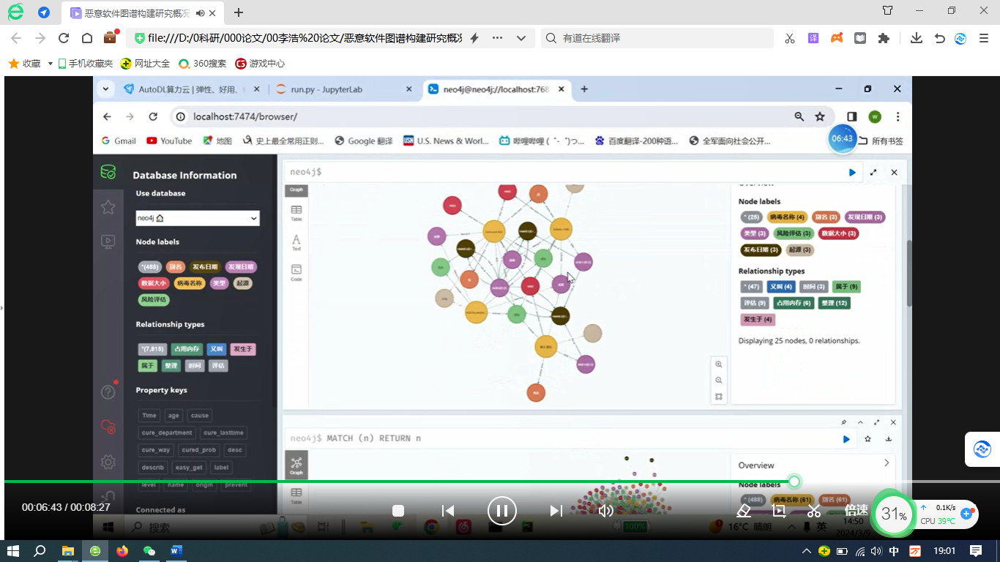 恶意软件图谱构建研究概况
file:///D:/0科研/000论文/00李浩%20论文/恶意软件图谱构建研究概况
有道在线翻译
收藏 手机收藏夹 网址大全 360搜索 游戏中心
AutoDL算力云 | 弹性、好用、 run.py - JupyterLab neo4j@neo4j://localhost:768
localhost:7474/browser/
Gmail YouTube 地图 史上最全常用正则... Google 翻译 U.S. News & Worl... 哔哩哔哩 ( ゜- ゜)つ... 百度翻译-200种语... 全军面向社会公开... 06:43 所有书签
Database Information
Use database
neo4j
Node labels
*(488) 别名 发布日期 发现日期
数据大小 病毒名称 类型 起源
风险评估
Relationship types
*(7,815) 占用内存 又叫 发生于
属于 整理 时间 评估
Property keys
Time age cause
cure_department cure_lasttime
cure_way cured_prob desc
describ easy_get label
level name origin prevent
Connected as
neo4j$
Graph
Table
Text
Code
Overview
Node labels
* (25) 病毒名称 (4) 别名 (3) 发现日期 (3)
类型 (3) 风险评估 (3) 数据大小 (3)
发布日期 (3) 起源 (3)
Relationship types
* (47) 又叫 (4) 时间 (3) 属于 (9)
评估 (9) 占用内存 (6) 整理 (12)
发生于 (4)
Displaying 25 nodes, 0 relationships.
neo4j$ MATCH (n) RETURN n
Graph
Table
Overview
Node labels
* (488) 病毒名称 (61) 别名 (61)
00:06:43 / 00:08:27
倍速
31%
0.1K/s
CPU 39℃
搜索
100%
16°C 晴朗
英
14:50
2024/3/9
中
19:01